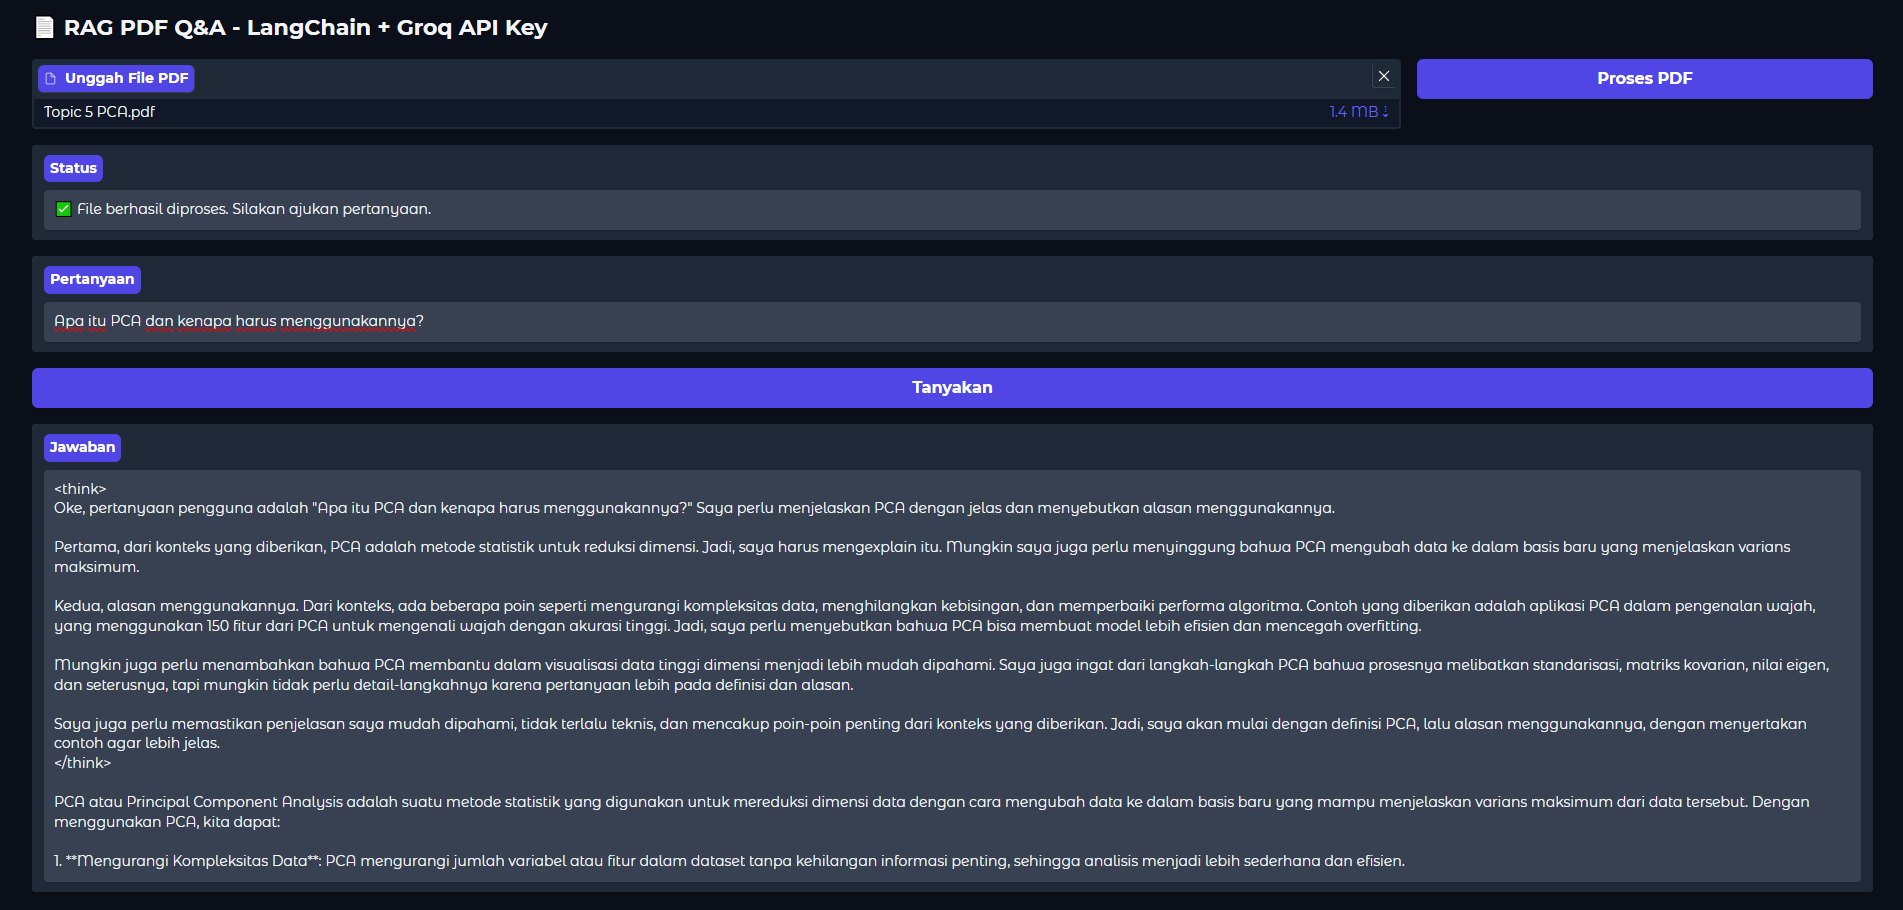 📄 RAG PDF Q&A - LangChain + Groq API Key
Unggah File PDF
Topic 5 PCA.pdf
1.4 MB ⇣
Proses PDF
Status
✅ File berhasil diproses. Silakan ajukan pertanyaan.
Pertanyaan
Apa itu PCA dan kenapa harus menggunakannya?
Tanyakan
Jawaban
<think>
Oke, pertanyaan pengguna adalah "Apa itu PCA dan kenapa harus menggunakannya?" Saya perlu menjelaskan PCA dengan jelas dan menyebutkan alasan menggunakannya.
Pertama, dari konteks yang diberikan, PCA adalah metode statistik untuk reduksi dimensi. Jadi, saya harus mengexplain itu. Mungkin saya juga perlu menyinggung bahwa PCA mengubah data ke dalam basis baru yang menjelaskan varians
maksimum.
Kedua, alasan menggunakannya. Dari konteks, ada beberapa poin seperti mengurangi kompleksitas data, menghilangkan kebisingan, dan memperbaiki performa algoritma. Contoh yang diberikan adalah aplikasi PCA dalam pengenalan wajah,
yang menggunakan 150 fitur dari PCA untuk mengenali wajah dengan akurasi tinggi. Jadi, saya perlu menyebutkan bahwa PCA bisa membuat model lebih efisien dan mencegah overfitting.
Mungkin juga perlu menambahkan bahwa PCA membantu dalam visualisasi data tinggi dimensi menjadi lebih mudah dipahami. Saya juga ingat dari langkah-langkah PCA bahwa prosesnya melibatkan standarisasi, matriks kovarian, nilai eigen,
dan seterusnya, tapi mungkin tidak perlu detail-langkahnya karena pertanyaan lebih pada definisi dan alasan.
Saya juga perlu memastikan penjelasan saya mudah dipahami, tidak terlalu teknis, dan mencakup poin-poin penting dari konteks yang diberikan. Jadi, saya akan mulai dengan definisi PCA, lalu alasan menggunakannya, dengan menyertakan
contoh agar lebih jelas.
</think>
PCA atau Principal Component Analysis adalah suatu metode statistik yang digunakan untuk mereduksi dimensi data dengan cara mengubah data ke dalam basis baru yang mampu menjelaskan varians maksimum dari data tersebut. Dengan
menggunakan PCA, kita dapat:
1. **Mengurangi Kompleksitas Data**: PCA mengurangi jumlah variabel atau fitur dalam dataset tanpa kehilangan informasi penting, sehingga analisis menjadi lebih sederhana dan efisien.